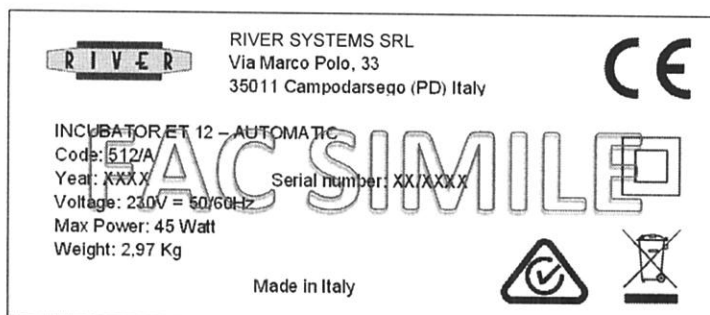 RIVER
RIVER SYSTEMS SRL
Via Marco Polo, 33
35011 Campodarsego (PD) Italy
CE
INCUBATOR ET 12 – AUTOMATIC
Code: 512/A
Year: XXXX
Serial number: XX/XXXX
Voltage: 230V = 50/60Hz
Max Power: 45 Watt
Weight: 2,97 Kg
FAC SIMILE
Made in Italy